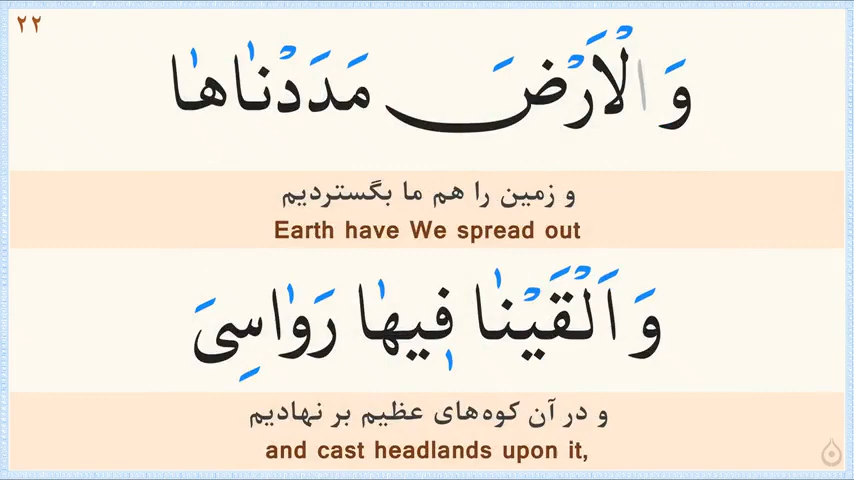 ۲۲
وَ الْاَرْضَ مَدَدْنٰاهٰا
و زمین را هم ما بگستردیم
Earth have We spread out
وَ اَلْقَيْنٰا فيهٰا رَوٰاسِىَ
و در آن کوه‌های عظیم بر نهادیم
and cast headlands upon it,